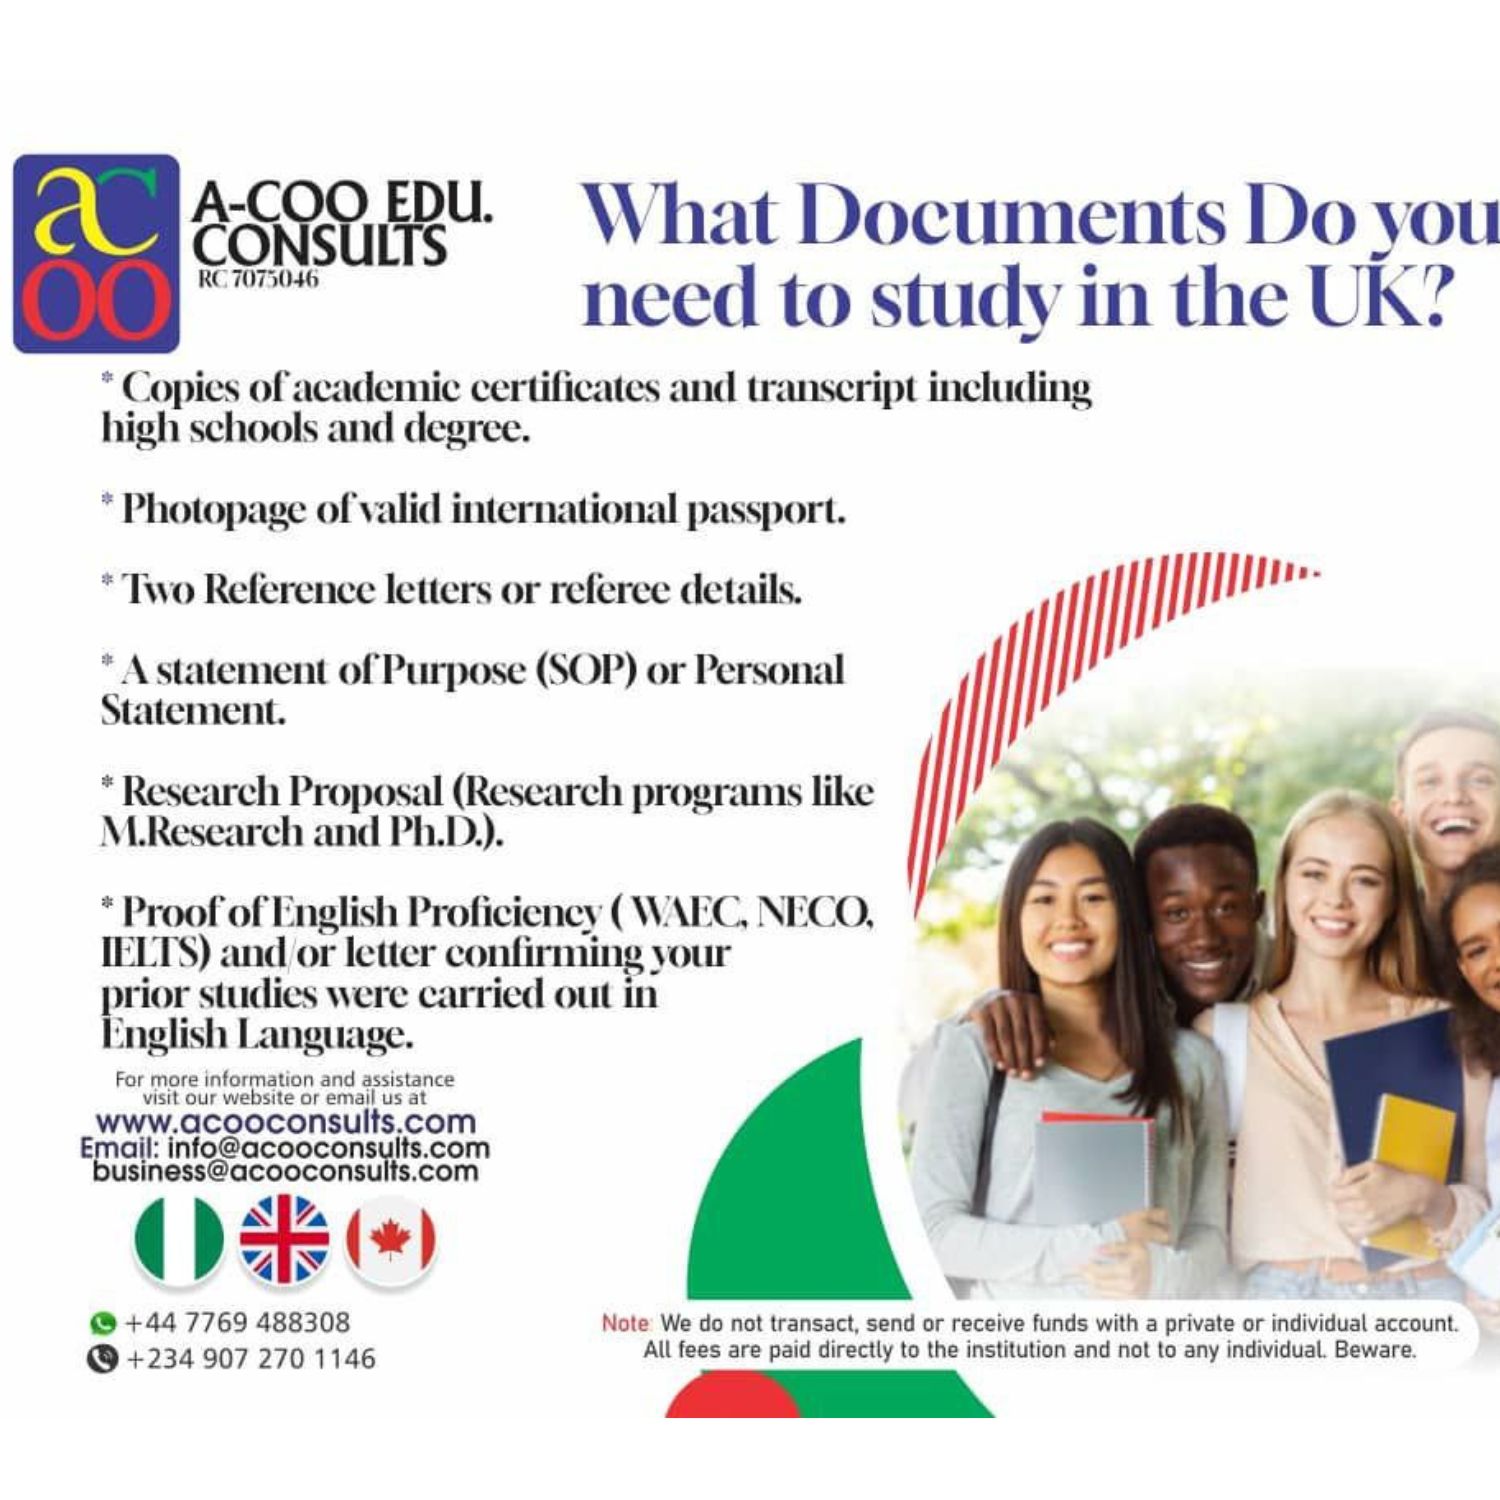 ac
oo
A-COO EDU.
CONSULTS
RC 7075046
What Documents Do you
need to study in the UK?
* Copies of academic certificates and transcript including
high schools and degree.
* Photopage of valid international passport.
* Two Reference letters or referee details.
* A statement of Purpose (SOP) or Personal
Statement.
* Research Proposal (Research programs like
M.Research and Ph.D.).
* Proof of English Proficiency ( WAEC, NECO,
IELTS) and/or letter confirming your
prior studies were carried out in
English Language.
For more information and assistance
visit our website or email us at
www.acooconsults.com
Email: info@acooconsults.com
business@acooconsults.com
+44 7769 488308
+234 907 270 1146
Note: We do not transact, send or receive funds with a private or individual account.
All fees are paid directly to the institution and not to any individual. Beware.